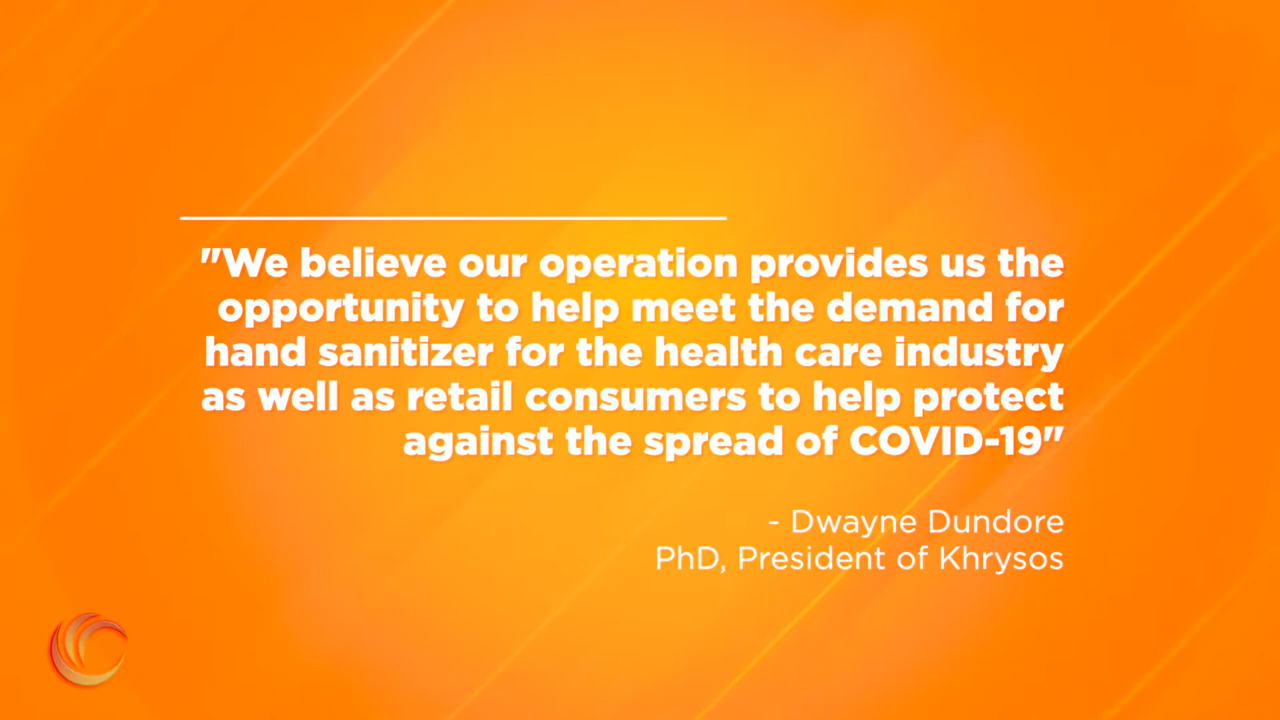 "We believe our operation provides us the
opportunity to help meet the demand for
hand sanitizer for the health care industry
as well as retail consumers to help protect
against the spread of COVID-19"
- Dwayne Dundore
PhD, President of Khrysos